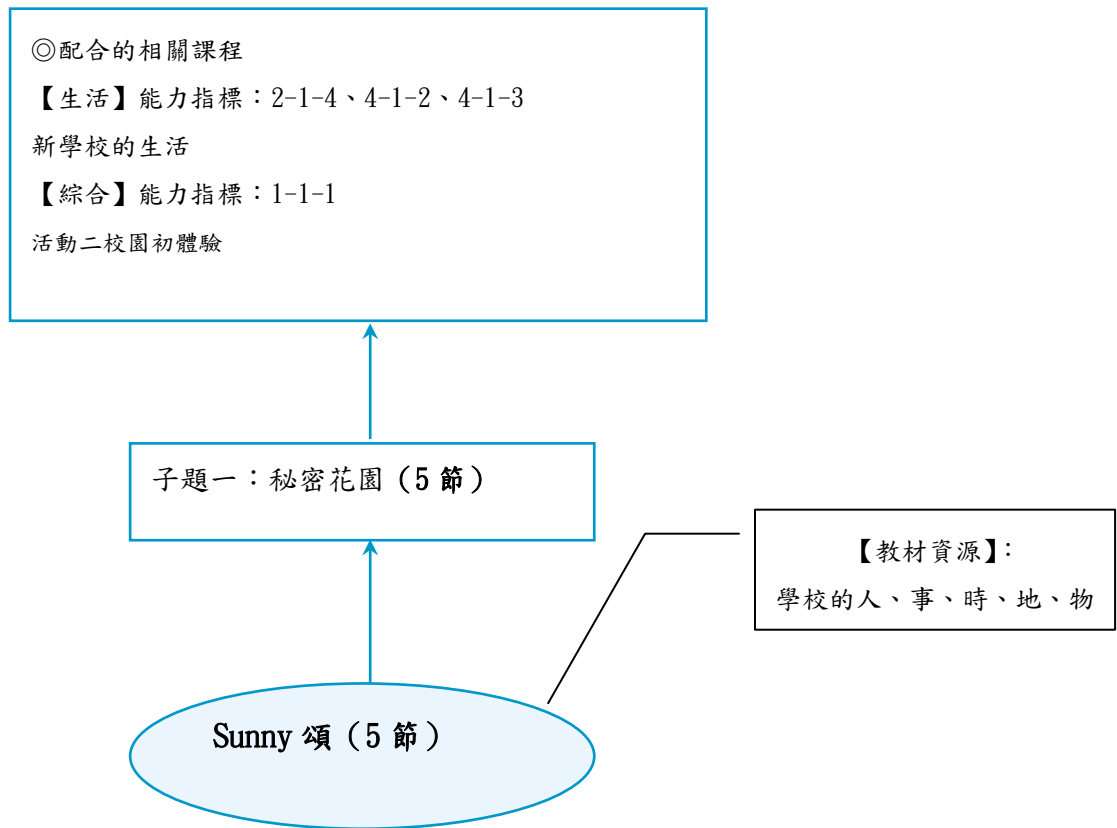 ◎配合的相關課程
【生活】能力指標：2-1-4、4-1-2、4-1-3
新學校的生活
【綜合】能力指標：1-1-1
活動二校園初體驗
子題一：秘密花園（5 節）
【教材資源】：
學校的人、事、時、地、物
Sunny 頌（5 節）